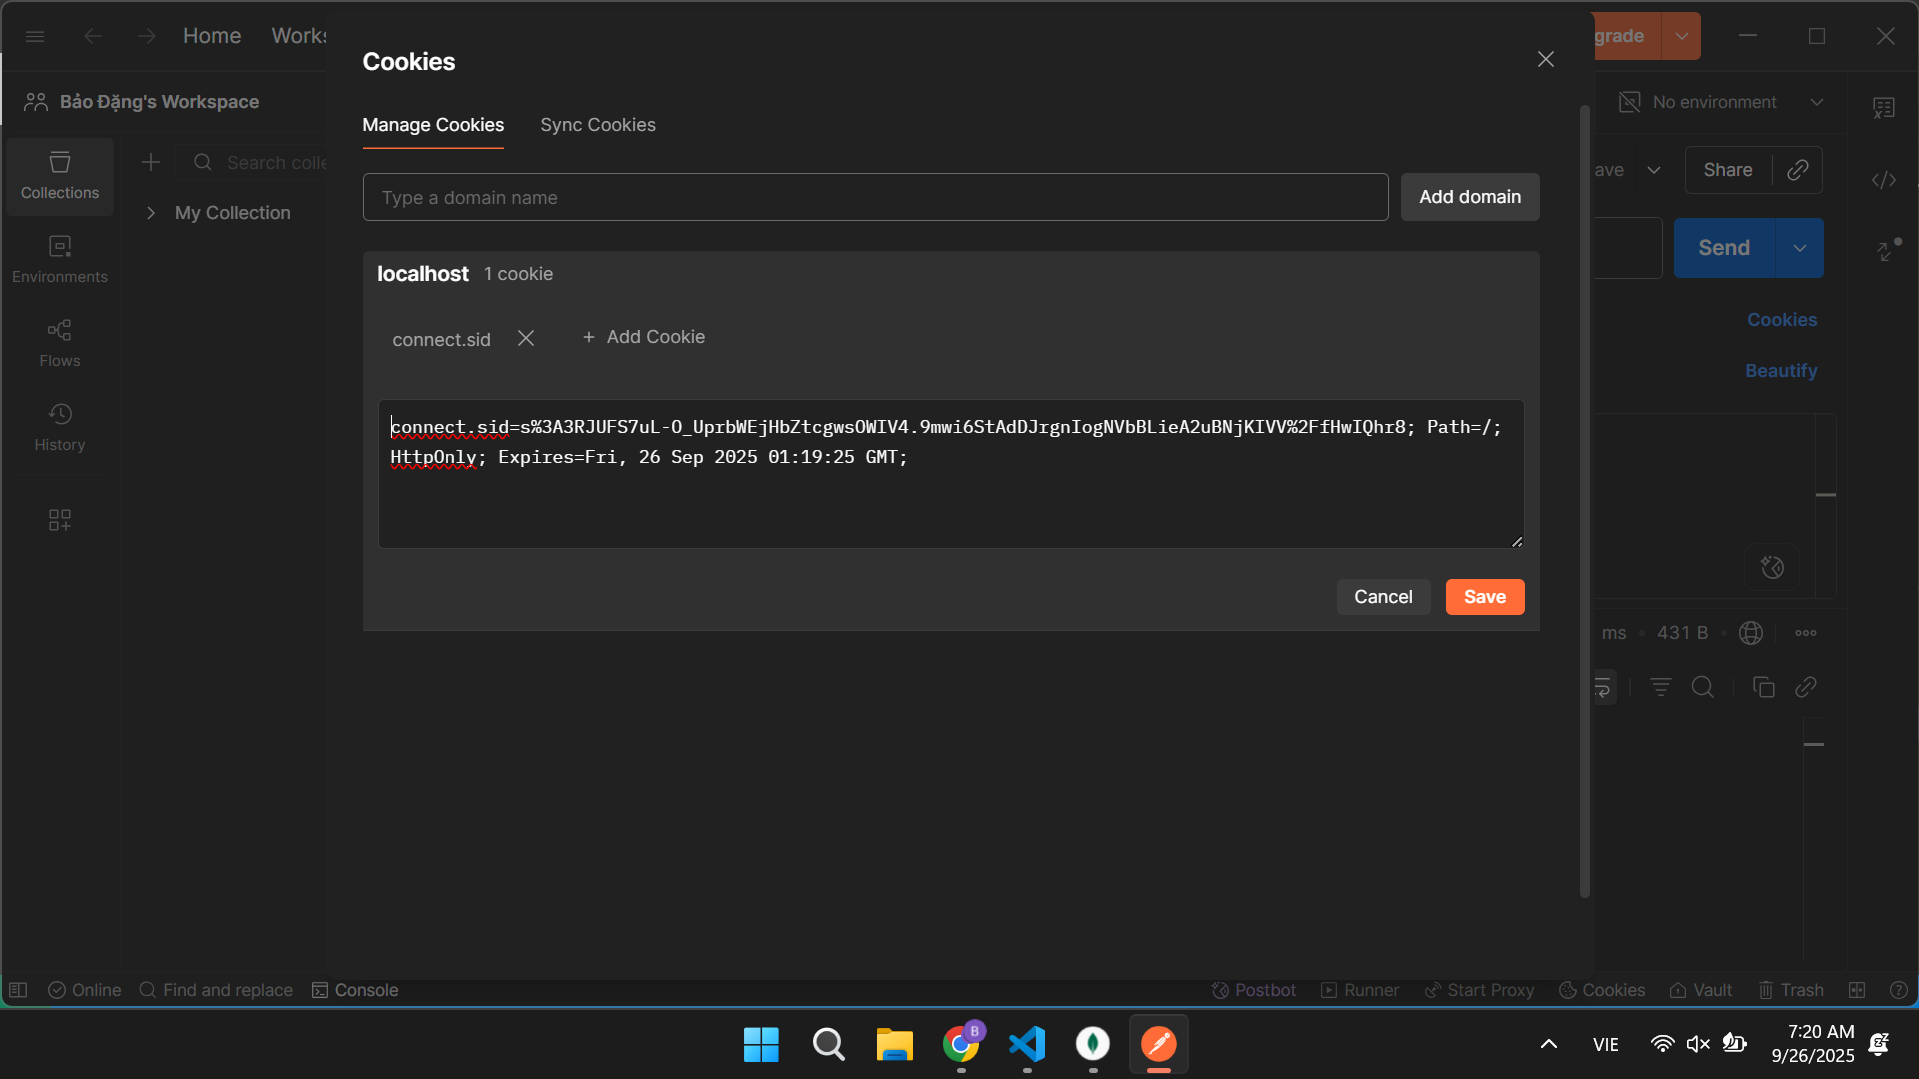 Home Works
grade
Bảo Đặng's Workspace
No environment
Collections
Search colle
My Collection
Environments
Flows
History
Cookies
Manage Cookies Sync Cookies
Type a domain name
Add domain
localhost 1 cookie
connect.sid
+ Add Cookie
connect.sid=s%3A3RJUFS7uL-O_UprbWEjHbZtcgwsOWIV4.9mwi6StAdDJrgnIogNVbBLieA2uBNjKIVV%2FfHwIQhr8; Path=/;
HttpOnly; Expires=Fri, 26 Sep 2025 01:19:25 GMT;
Cancel Save
ave
Share
Send
Cookies
Beautify
ms • 431 B
Online Find and replace Console
Postbot Runner Start Proxy Cookies Vault Trash
B
VIE
7:20 AM
9/26/2025